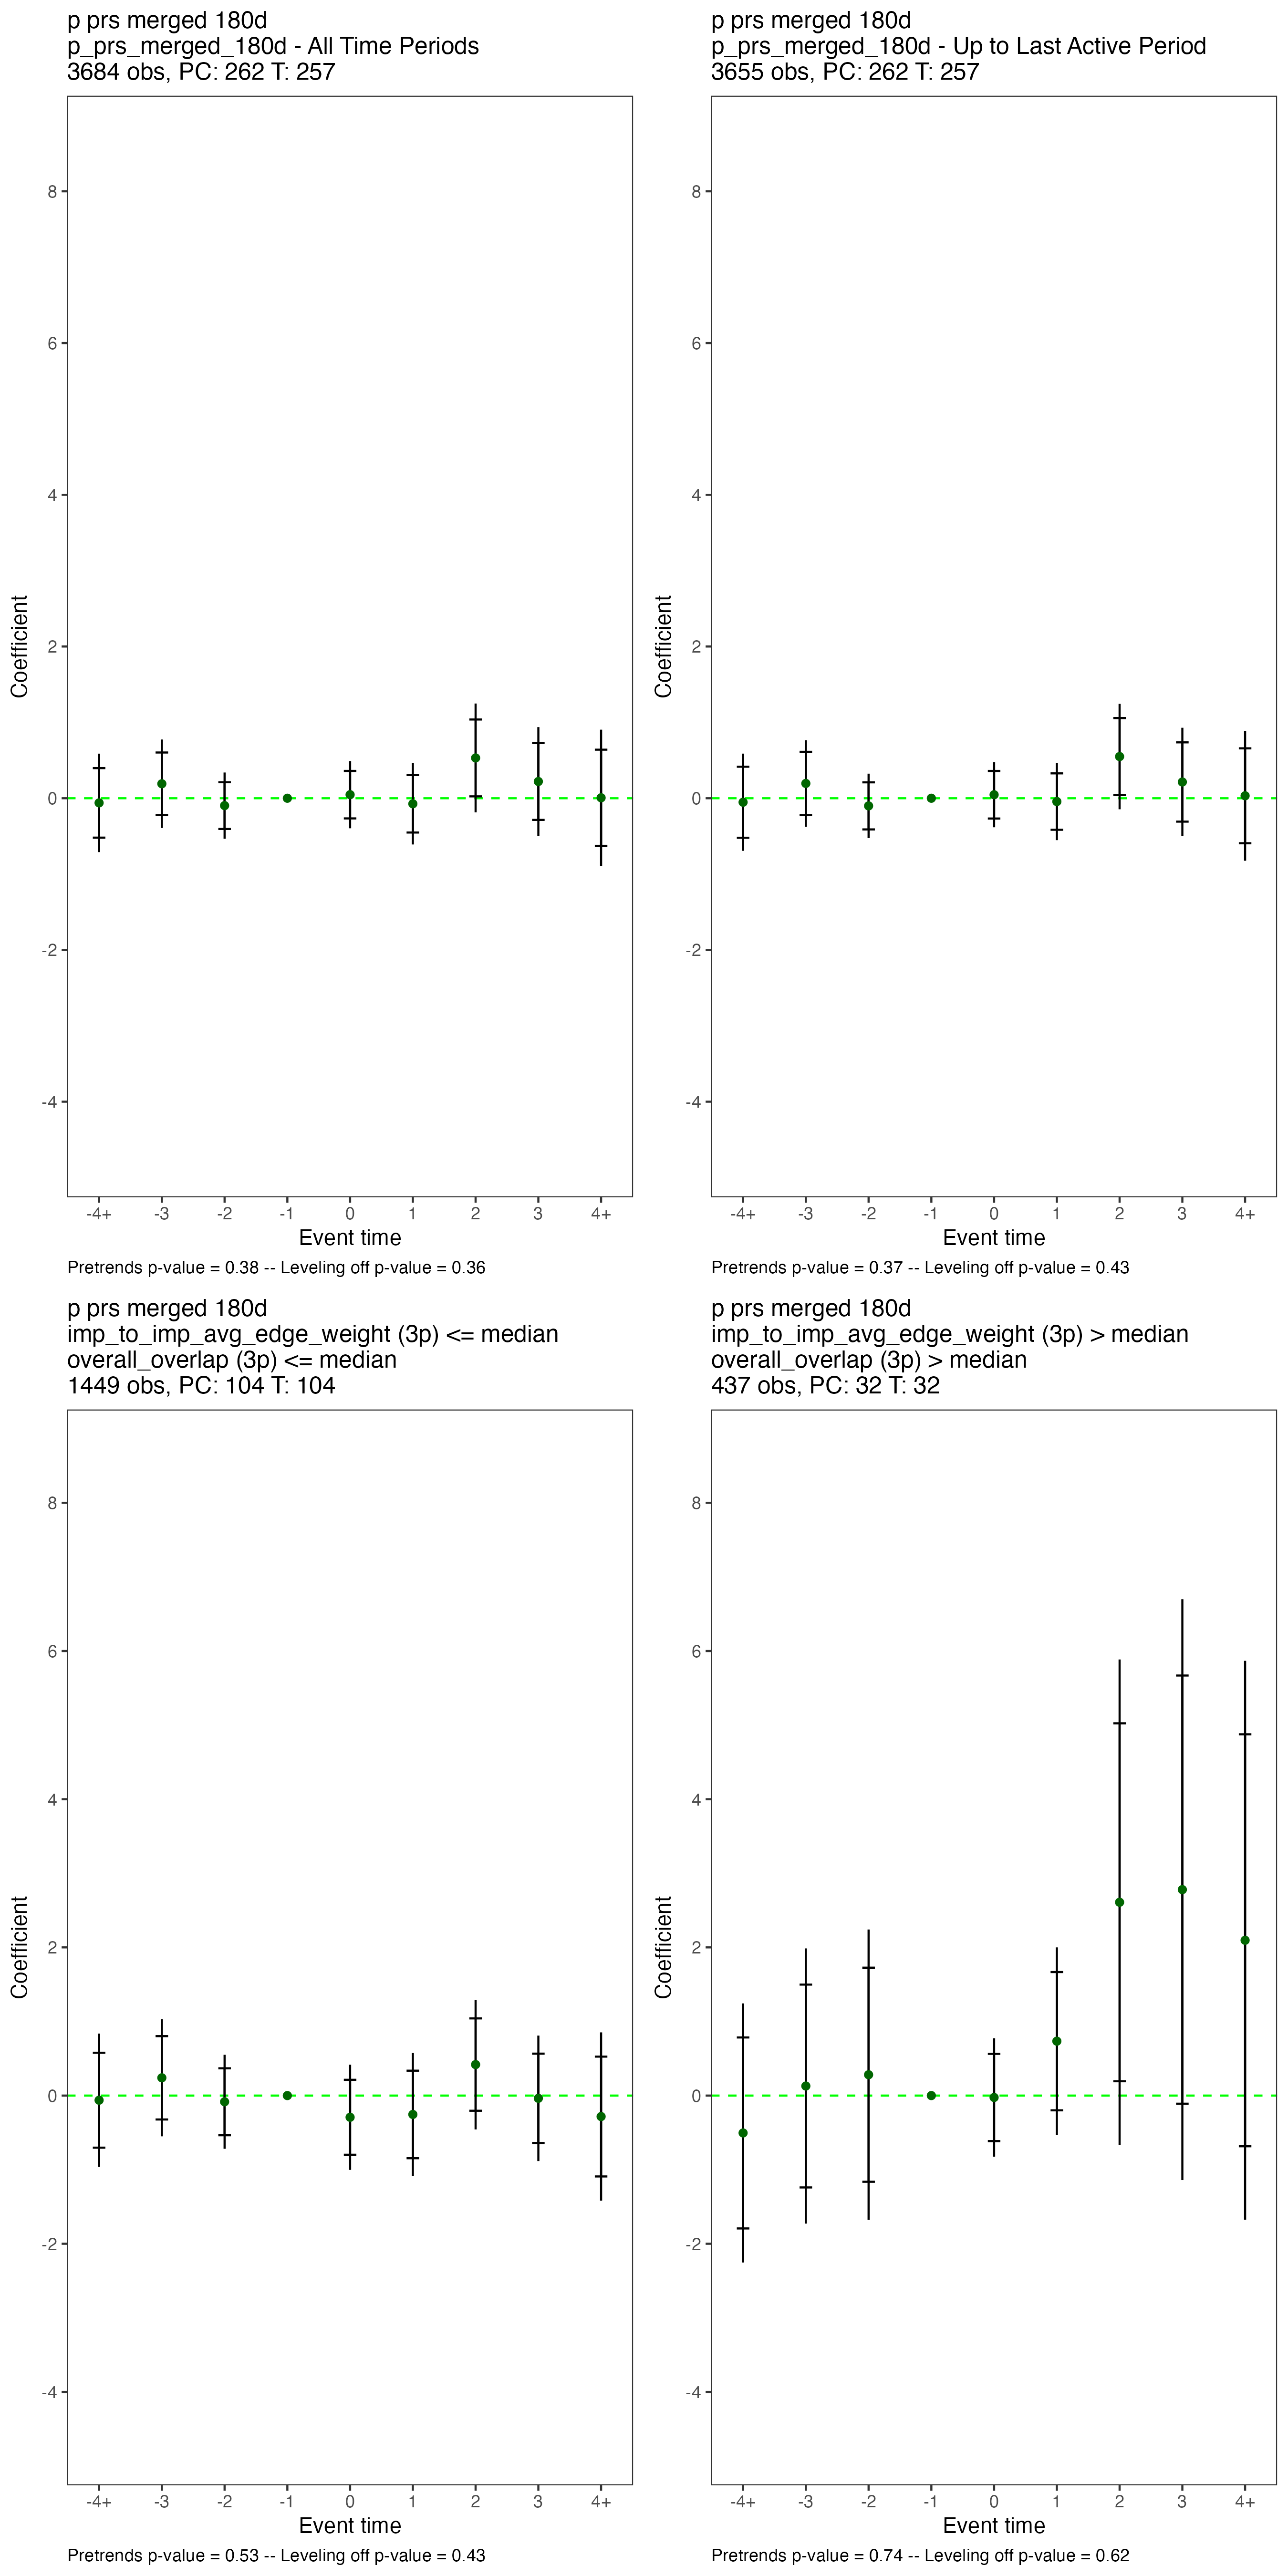 p prs merged 180d
p_prs_merged_180d - All Time Periods
3684 obs, PC: 262 T: 257
8
6
4
2
0
-2
-4
Coefficient
-4+ -3 -2 -1 0 1 2 3 4+
Event time
Pretrends p-value = 0.38 -- Leveling off p-value = 0.36
p prs merged 180d
p_prs_merged_180d - Up to Last Active Period
3655 obs, PC: 262 T: 257
8
6
4
2
0
-2
-4
Coefficient
-4+ -3 -2 -1 0 1 2 3 4+
Event time
Pretrends p-value = 0.37 -- Leveling off p-value = 0.43
p prs merged 180d
imp_to_imp_avg_edge_weight (3p) <= median
overall_overlap (3p) <= median
1449 obs, PC: 104 T: 104
8
6
4
2
0
-2
-4
Coefficient
-4+ -3 -2 -1 0 1 2 3 4+
Event time
Pretrends p-value = 0.53 -- Leveling off p-value = 0.43
p prs merged 180d
imp_to_imp_avg_edge_weight (3p) > median
overall_overlap (3p) > median
437 obs, PC: 32 T: 32
8
6
4
2
0
-2
-4
Coefficient
-4+ -3 -2 -1 0 1 2 3 4+
Event time
Pretrends p-value = 0.74 -- Leveling off p-value = 0.62